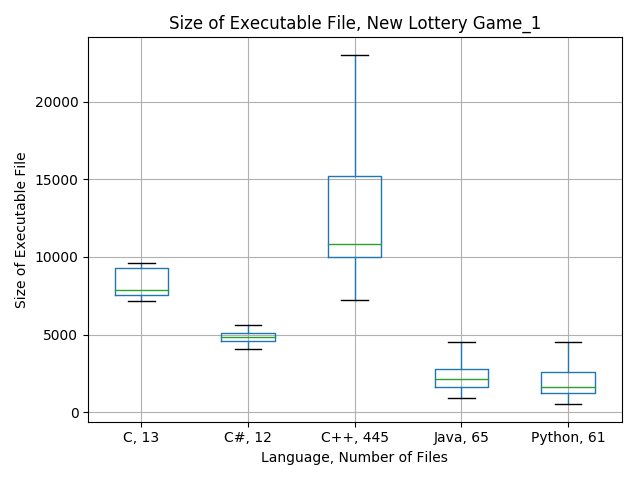 Size of Executable File, New Lottery Game_1
Size of Executable File
20000
15000
10000
5000
0
C, 13
C#, 12
C++, 445
Java, 65
Python, 61
Language, Number of Files